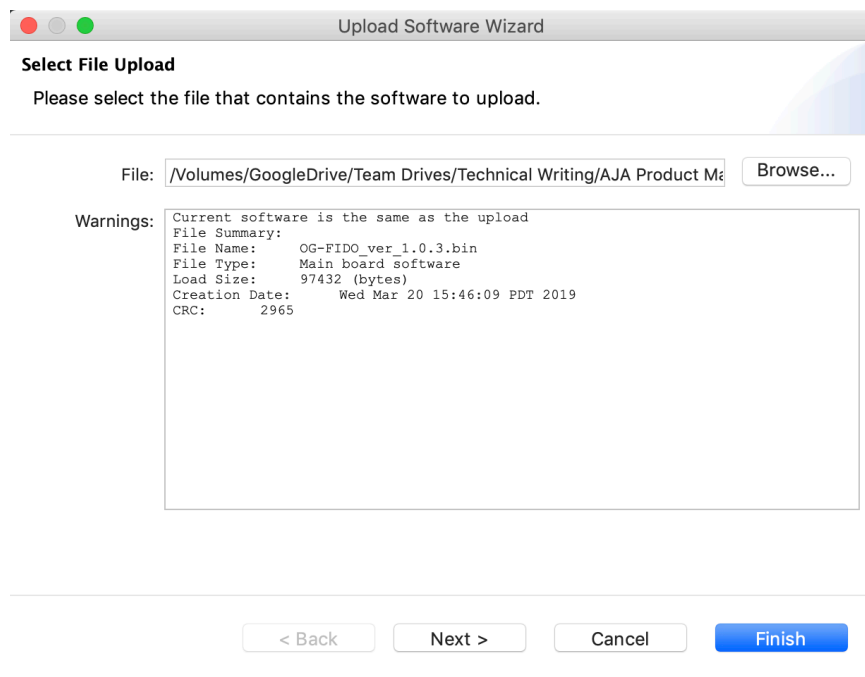 Upload Software Wizard
Select File Upload
Please select the file that contains the software to upload.
File: /Volumes/GoogleDrive/Team Drives/Technical Writing/AJA Product Ma Browse...
Warnings: Current software is the same as the upload
File Summary:
File Name: OG-FIDO_ver_1.0.3.bin
File Type: Main board software
Load Size: 97432 (bytes)
Creation Date: Wed Mar 20 15:46:09 PDT 2019
CRC: 2965
< Back Next > Cancel Finish